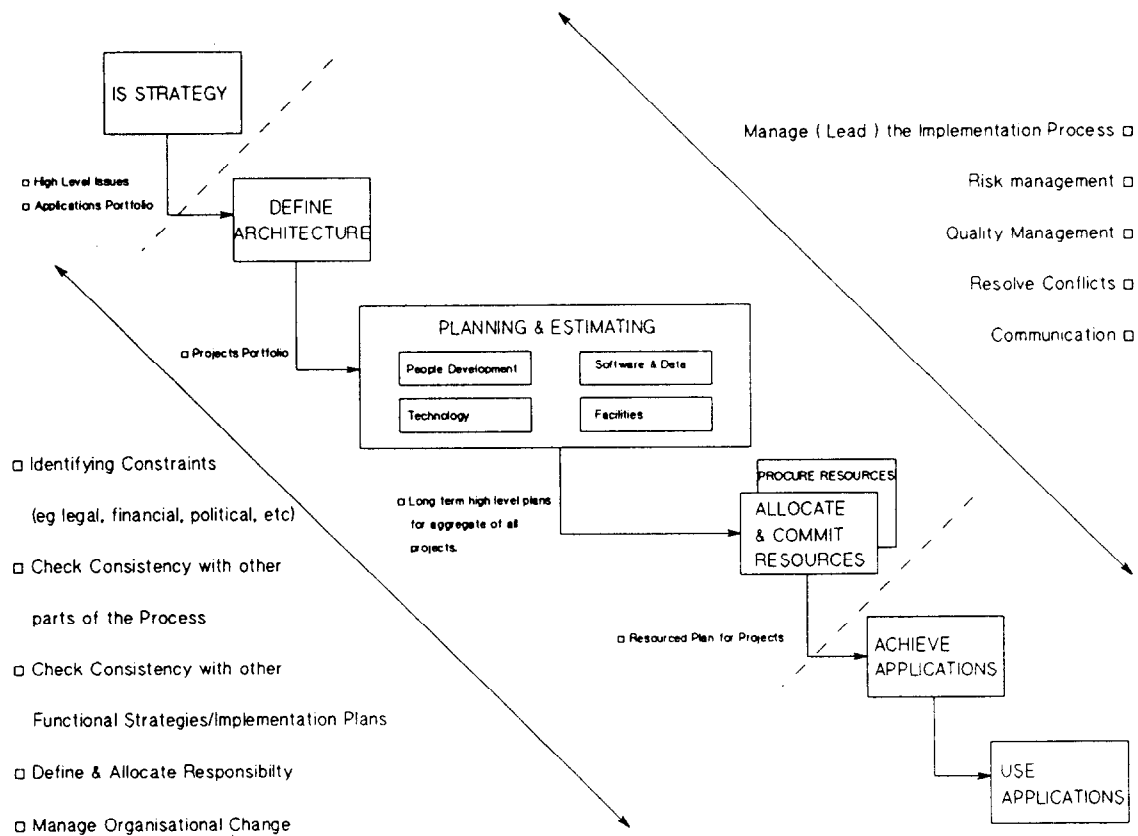 IS STRATEGY
□ High Level Issues
□ Applications Portfolio
DEFINE
ARCHITECTURE
□ Projects Portfolio
PLANNING & ESTIMATING
People Development
Software & Data
Technology
Facilities
□ Long term high level plans
for aggregate of all
projects.
PROCURE RESOURCES
ALLOCATE
& COMMIT
RESOURCES
□ Resourced Plan for Projects
ACHIEVE
APPLICATIONS
USE
APPLICATIONS
Manage ( Lead ) the Implementation Process □
Risk management □
Quality Management □
Resolve Conflicts □
Communication □
□ Identifying Constraints
(eg legal, financial, political, etc)
□ Check Consistency with other
parts of the Process
□ Check Consistency with other
Functional Strategies/Implementation Plans
□ Define & Allocate Responsibilty
□ Manage Organisational Change